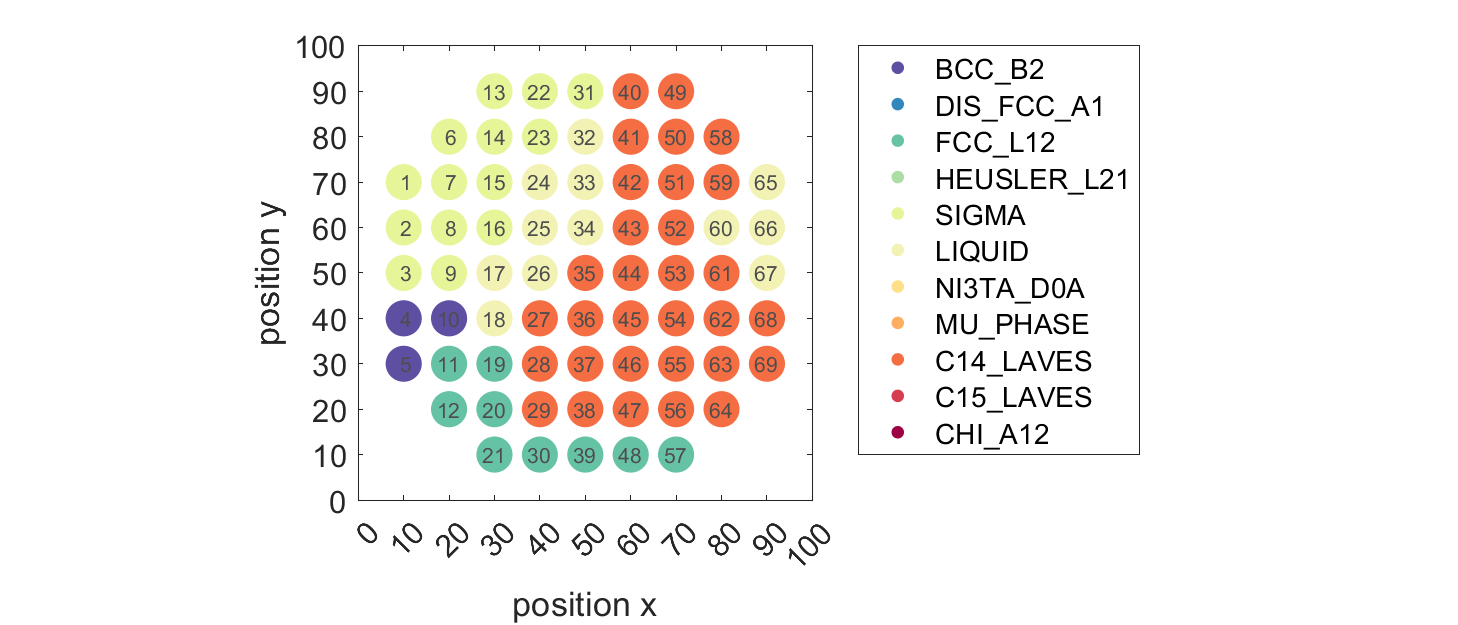 100
90
80
70
60
50
40
30
20
10
0
position y
13 22 31 40 49
6 14 23 32 41 50 58
1 7 15 24 33 42 51 59 65
2 8 16 25 34 43 52 60 66
3 9 17 26 35 44 53 61 67
4 10 18 27 36 45 54 62 68
5 11 19 28 37 46 55 63 69
12 20 29 38 47 56 64
21 30 39 48 57
0 10 20 30 40 50 60 70 80 90 100
position x
BCC_B2
DIS_FCC_A1
FCC_L12
HEUSLER_L21
SIGMA
LIQUID
NI3TA_D0A
MU_PHASE
C14_LAVES
C15_LAVES
CHI_A12